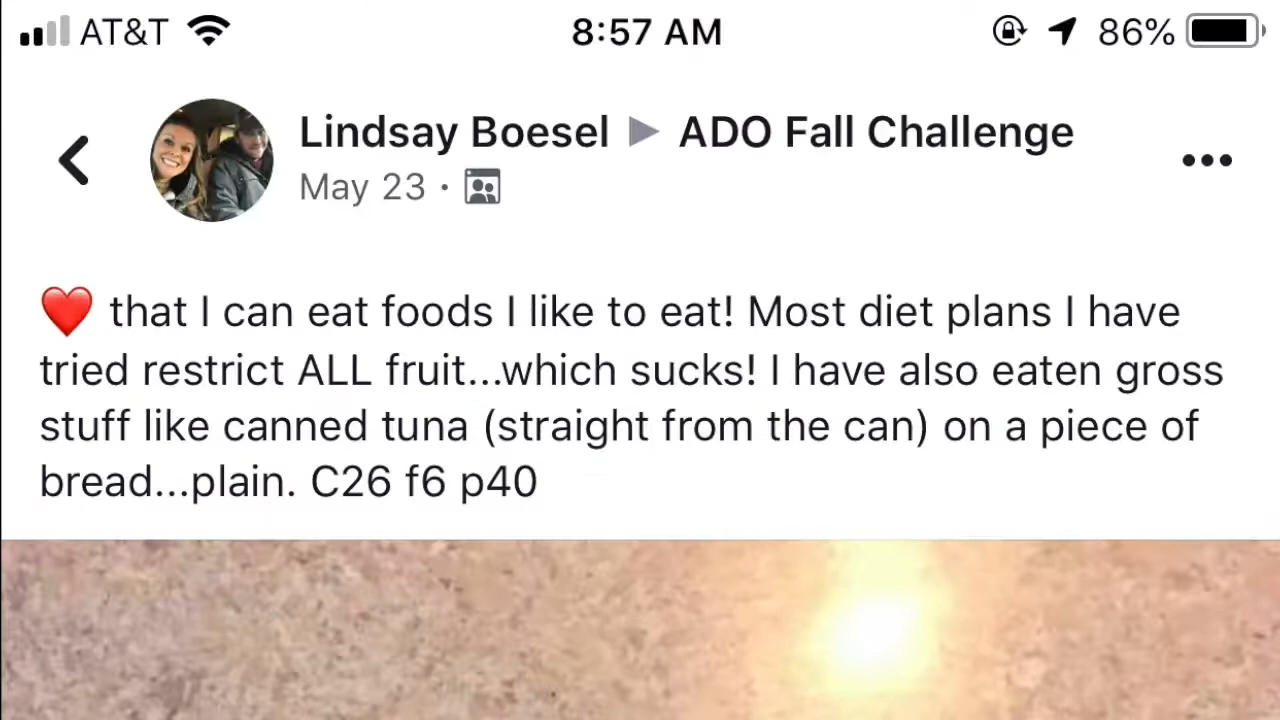 AT&T 8:57 AM 86%
Lindsay Boesel ▶ ADO Fall Challenge
May 23 ·
❤️ that I can eat foods I like to eat! Most diet plans I have
tried restrict ALL fruit...which sucks! I have also eaten gross
stuff like canned tuna (straight from the can) on a piece of
bread...plain. C26 f6 p40